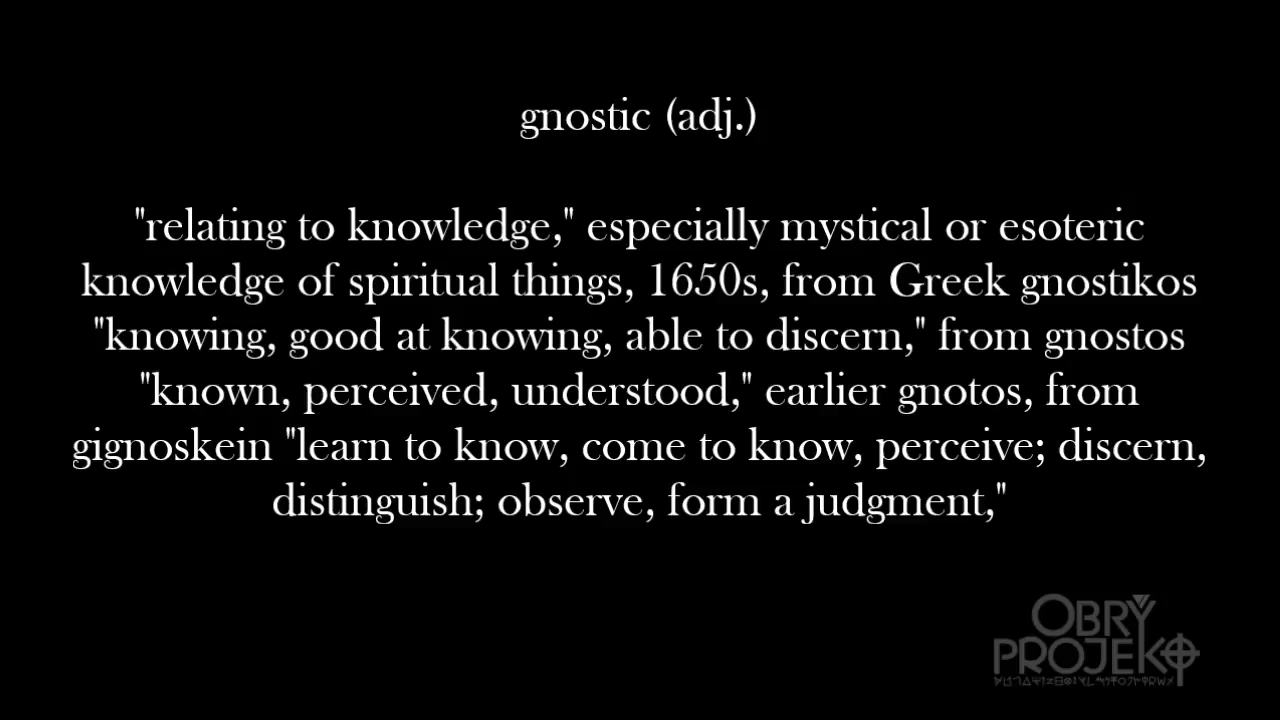 gnostic (adj.)
"relating to knowledge," especially mystical or esoteric
knowledge of spiritual things, 1650s, from Greek gnostikos
"knowing, good at knowing, able to discern," from gnostos
"known, perceived, understood," earlier gnotos, from
gignoskein "learn to know, come to know, perceive; discern,
distinguish; observe, form a judgment,"
OBRY
PROJEKT